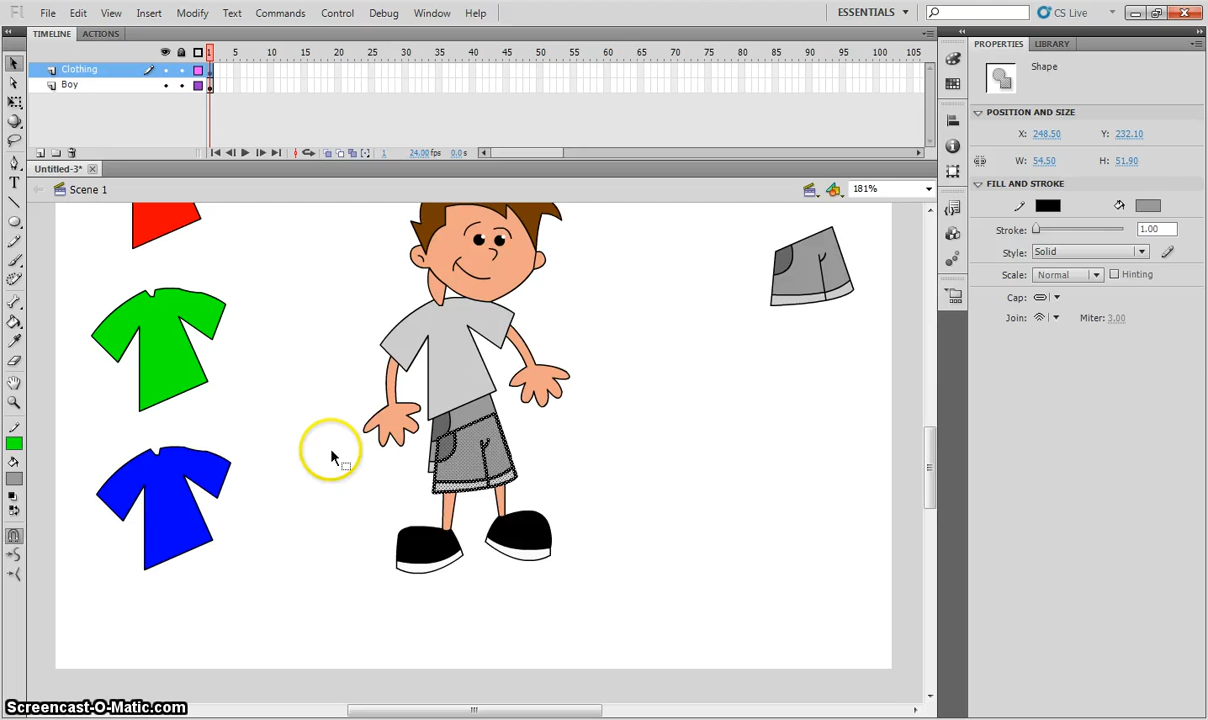 Fl File Edit View Insert Modify Text Commands Control Debug Window Help ESSENTIALS CS Live
TIMELINE ACTIONS
1 5 10 15 20 25 30 35 40 45 50 55 60 65 70 75 80 85 90 95 100 105
Clothing
Boy
1 24.00 fps 0.0 s
Untitled-3*
Scene 1 181%
PROPERTIES LIBRARY
Shape
POSITION AND SIZE
X: 248.50 Y: 232.10
W: 54.50 H: 51.90
FILL AND STROKE
Stroke: 1.00
Style: Solid
Scale: Normal Hinting
Cap:
Join: Miter: 3.00
Screencast-O-Matic.com